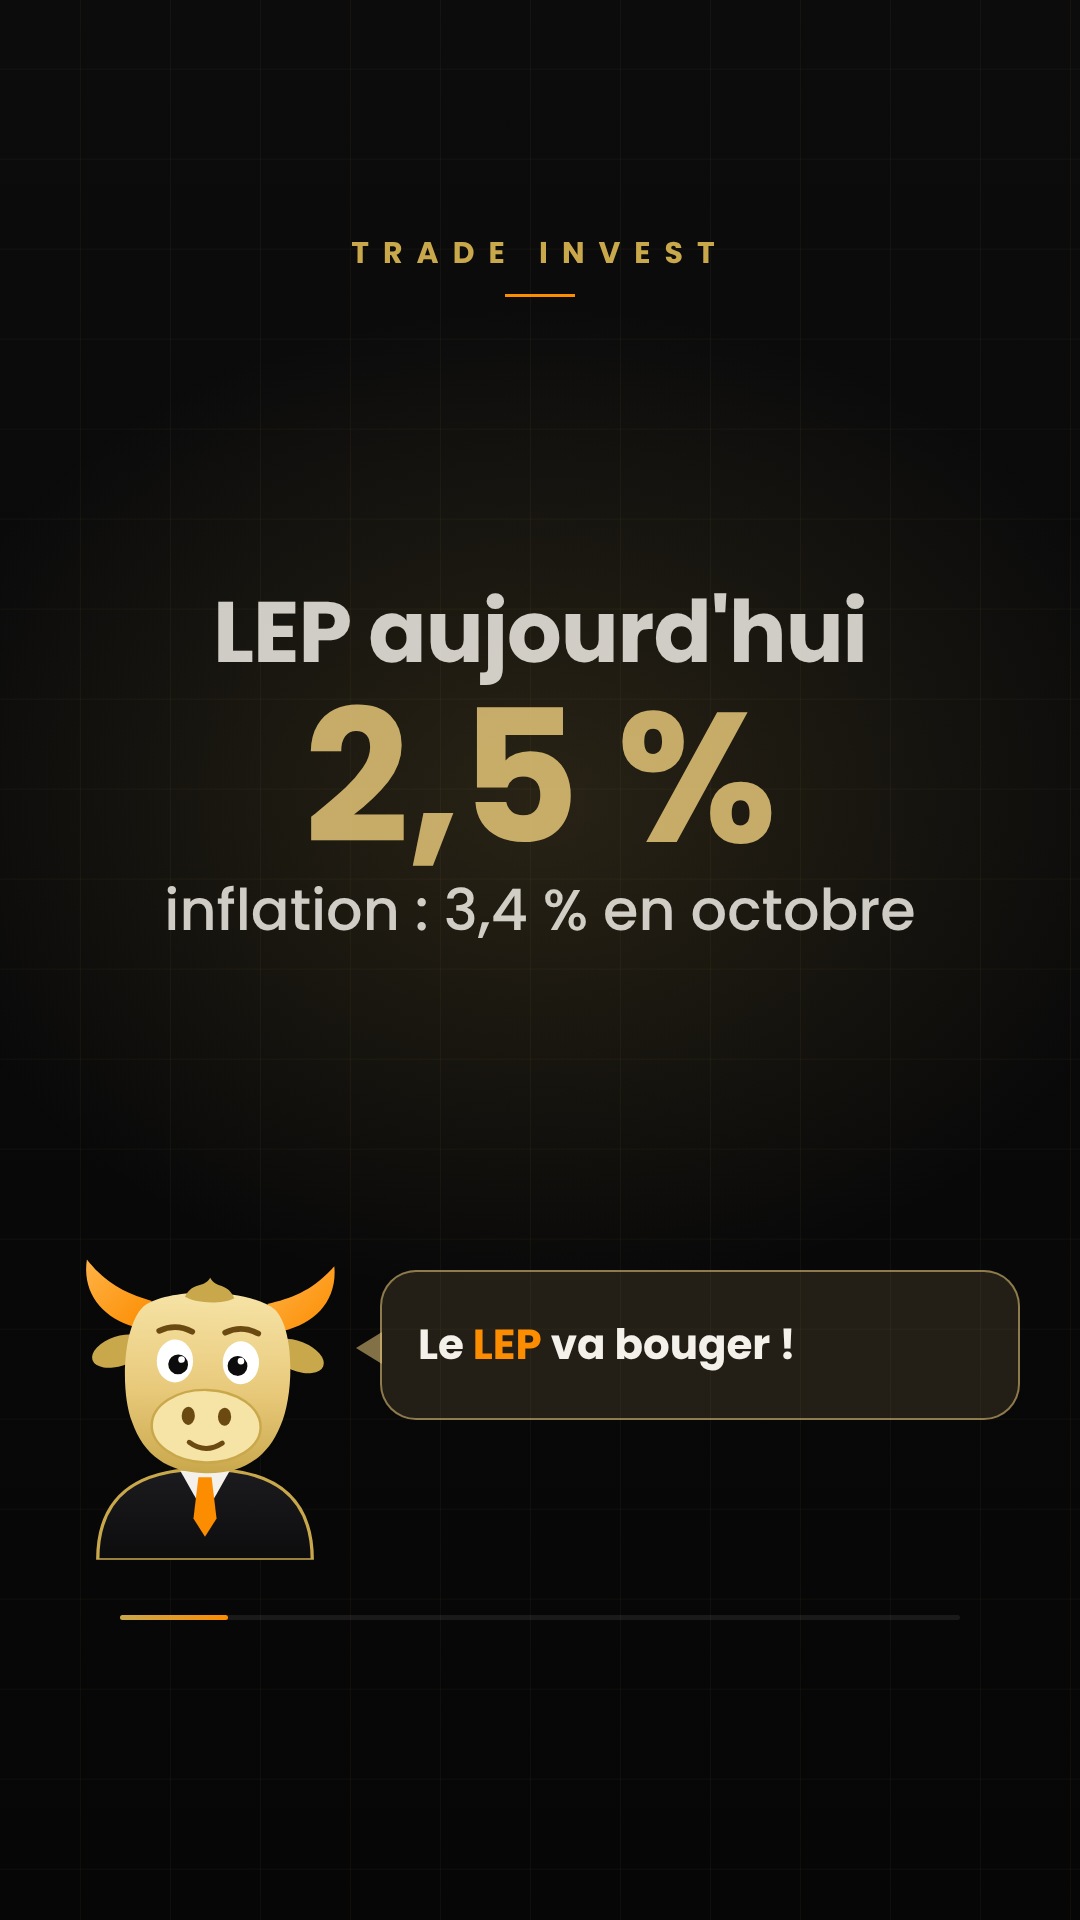 TRADE INVEST
LEP aujourd'hui
2,5 %
inflation : 3,4 % en octobre
Le LEP va bouger !